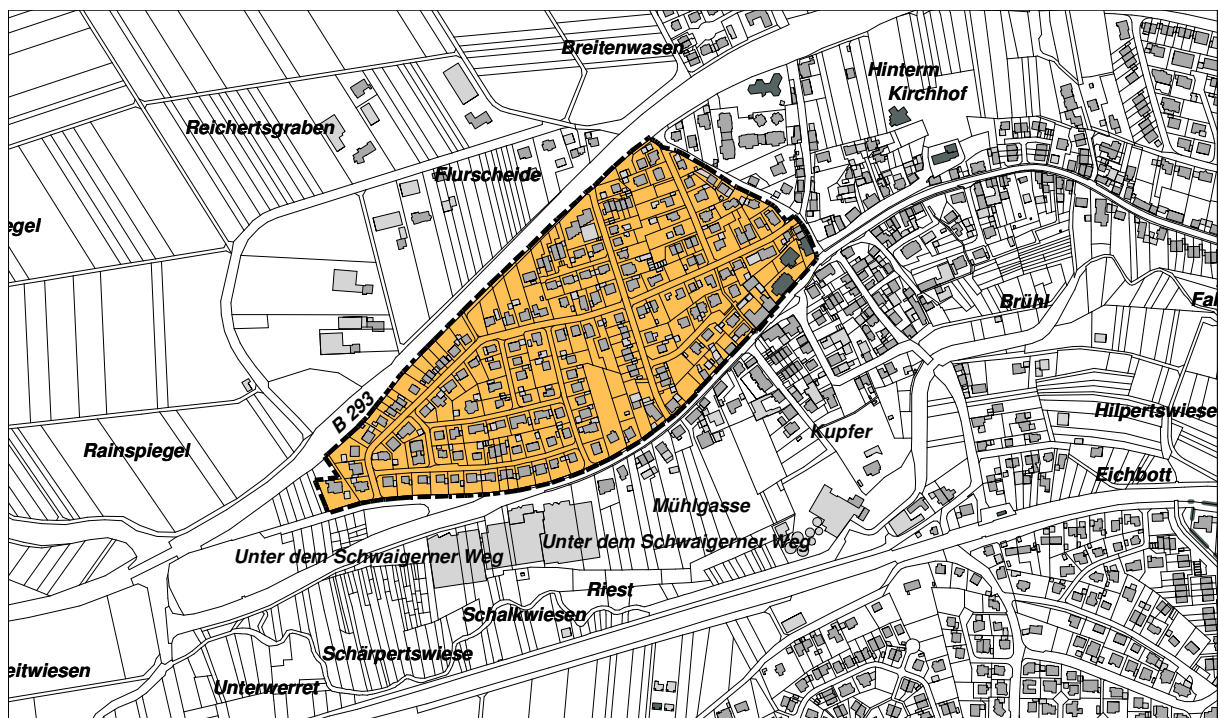 Breitenwasen
Hinterm
Kirchhof
Reichertsgraben
Flurscheide
egel
Brühl
Fal
B 293
Hilpertswiese
Kupfer
Rainspiegel
Eichbott
Mühlgasse
Unter dem Schwaigerner Weg
Unter dem Schwaigerner Weg
Riest
Schalkwiesen
Schärpertswiese
eitwiesen
Unterwerret